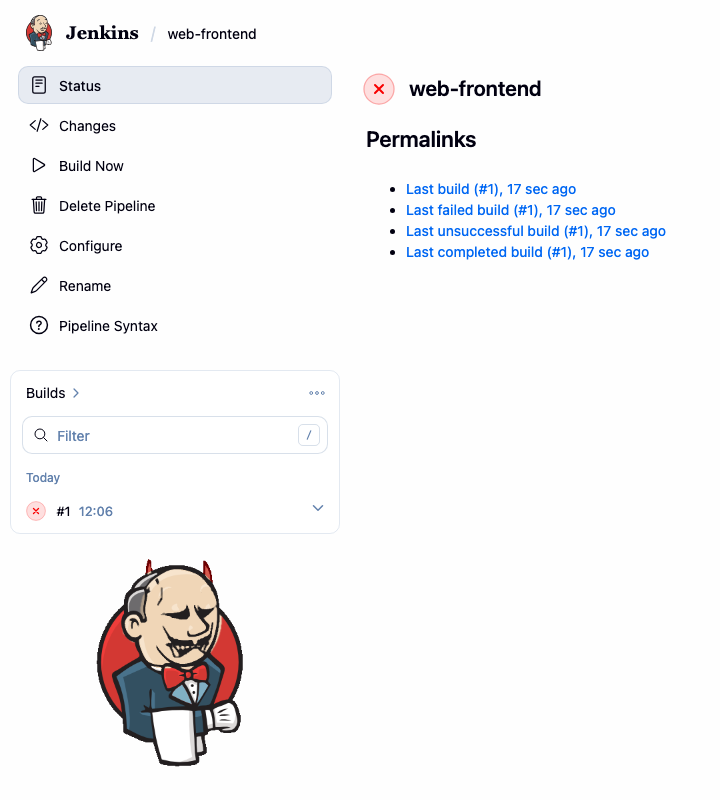 Jenkins / web-frontend
Status
Changes
Build Now
Delete Pipeline
Configure
Rename
Pipeline Syntax
Builds
Filter /
Today
#1 12:06
web-frontend
Permalinks
Last build (#1), 17 sec ago
Last failed build (#1), 17 sec ago
Last unsuccessful build (#1), 17 sec ago
Last completed build (#1), 17 sec ago